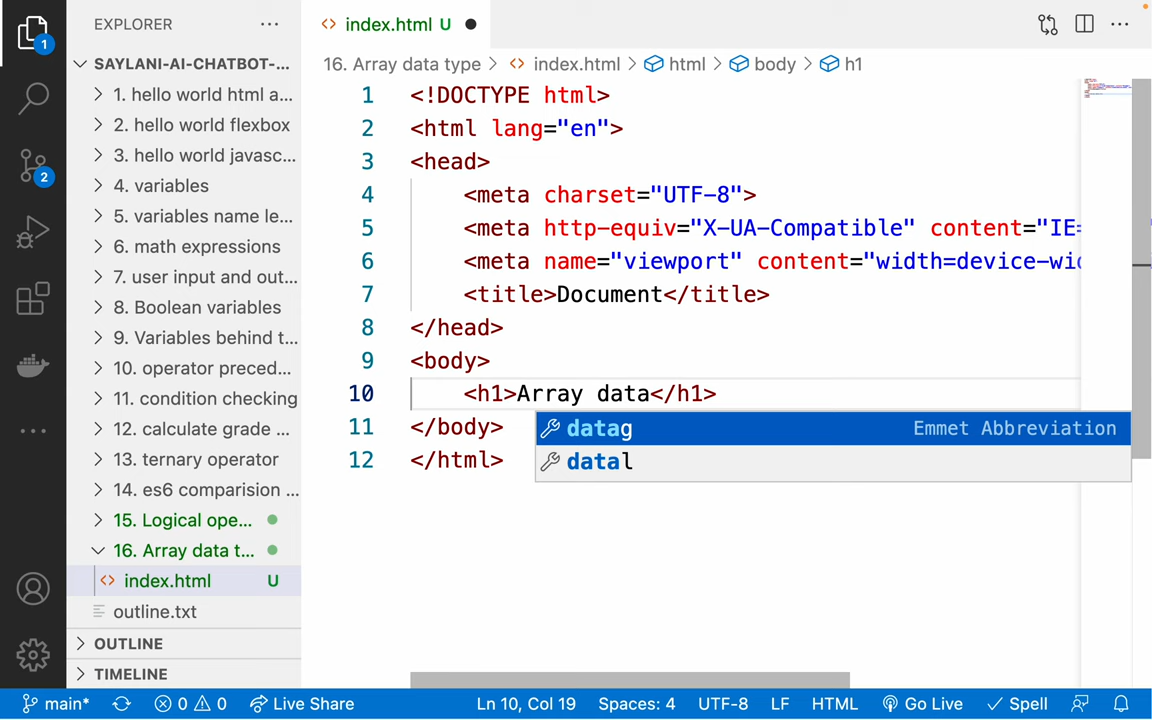 EXPLORER
index.html U
1
SAYLANI-AI-CHATBOT-...
16. Array data type > index.html > html > body > h1
1. hello world html a...
2. hello world flexbox
3. hello world javasc...
2
4. variables
5. variables name le...
6. math expressions
7. user input and out...
8. Boolean variables
9. Variables behind t...
10. operator preced...
11. condition checking
12. calculate grade ...
13. ternary operator
14. es6 comparision ...
15. Logical ope...
16. Array data t...
index.html U
outline.txt
OUTLINE
TIMELINE
1 <!DOCTYPE html>
2 <html lang="en">
3 <head>
4 <meta charset="UTF-8">
5 <meta http-equiv="X-UA-Compatible" content="IE=
6 <meta name="viewport" content="width=device-wid
7 <title>Document</title>
8 </head>
9 <body>
10 <h1>Array data</h1>
11 </body>
12 </html>
datag Emmet Abbreviation
datal
main* 0 0 Live Share Ln 10, Col 19 Spaces: 4 UTF-8 LF HTML Go Live Spell